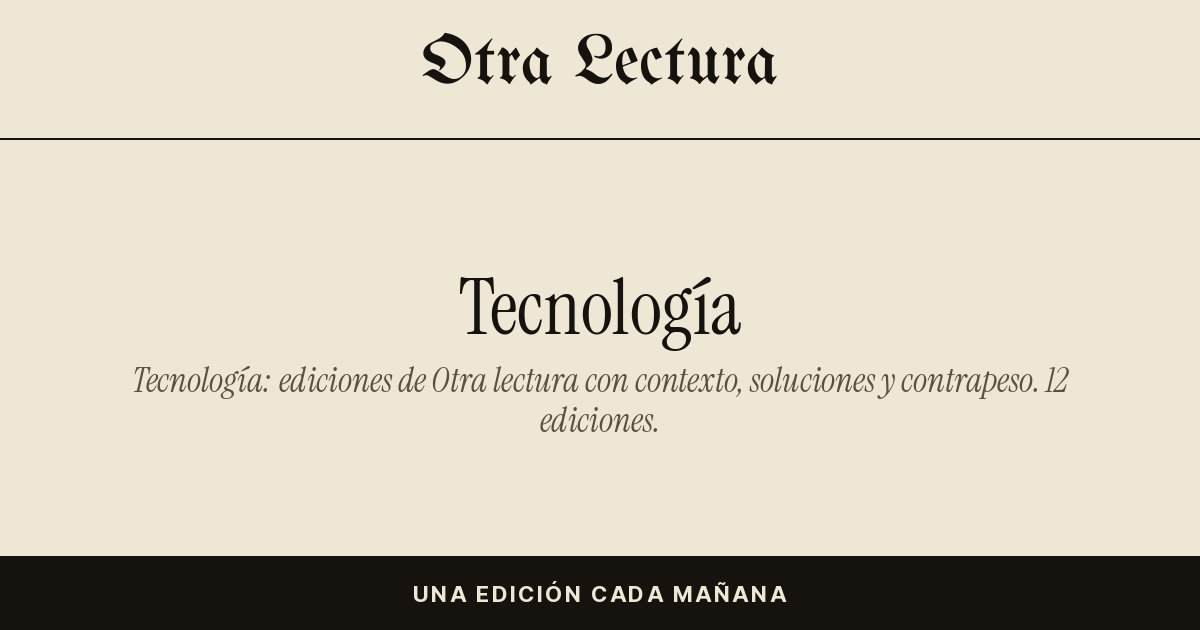 Otra Lectura
Tecnología
Tecnología: ediciones de Otra lectura con contexto, soluciones y contrapeso. 12
ediciones.
UNA EDICIÓN CADA MAÑANA